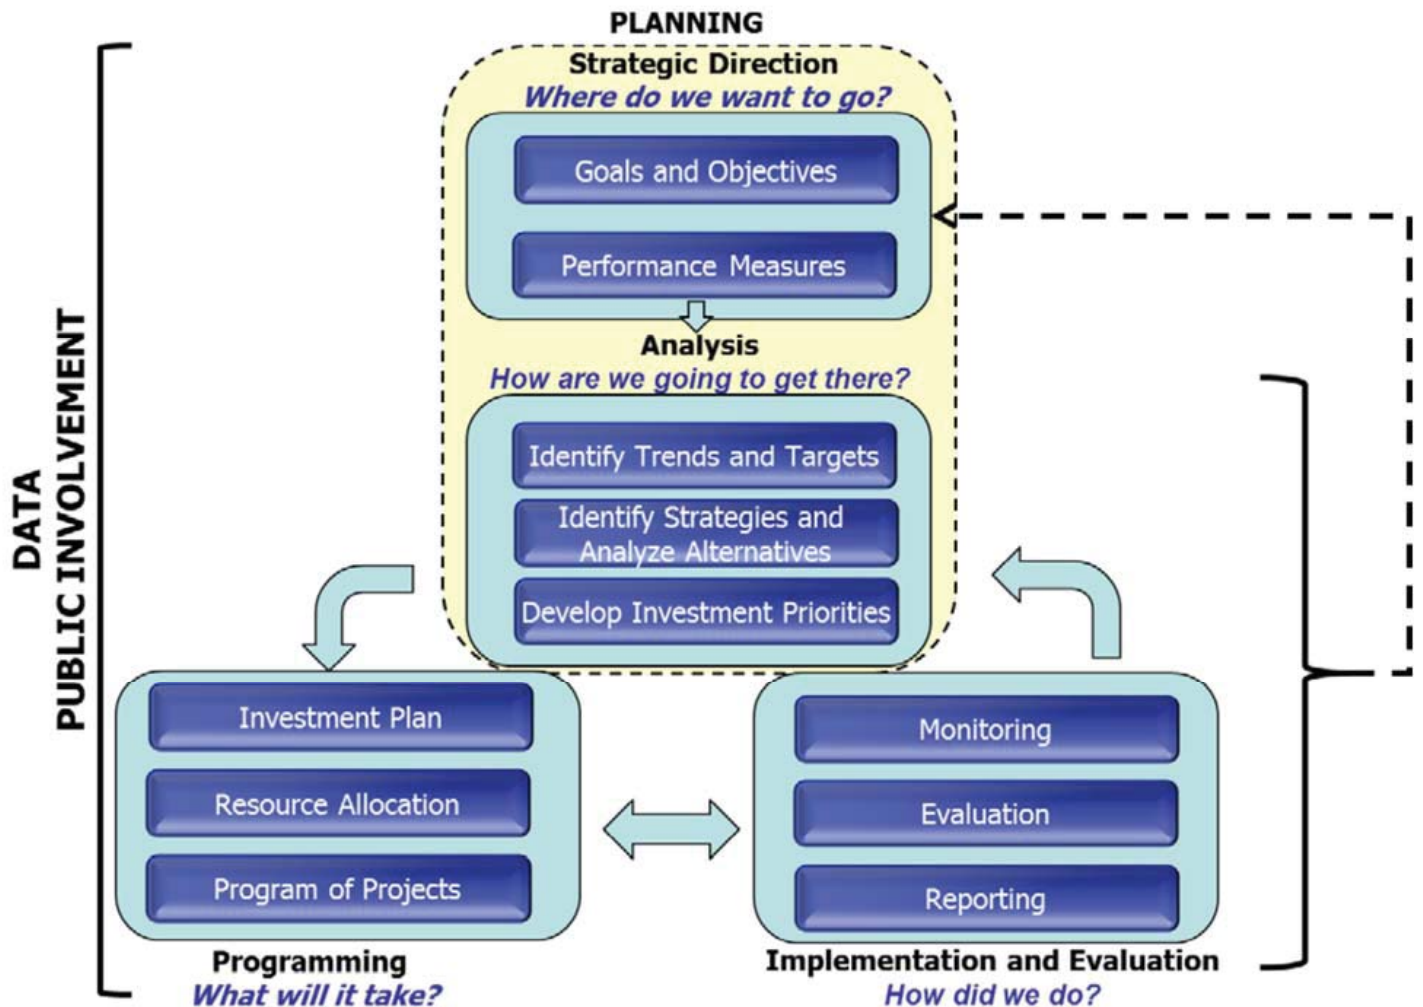 PLANNING
Strategic Direction
Where do we want to go?
Goals and Objectives
Performance Measures
Analysis
How are we going to get there?
Identify Trends and Targets
Identify Strategies and
Analyze Alternatives
Develop Investment Priorities
DATA
PUBLIC INVOLVEMENT
Investment Plan
Resource Allocation
Program of Projects
Programming
What will it take?
Monitoring
Evaluation
Reporting
Implementation and Evaluation
How did we do?